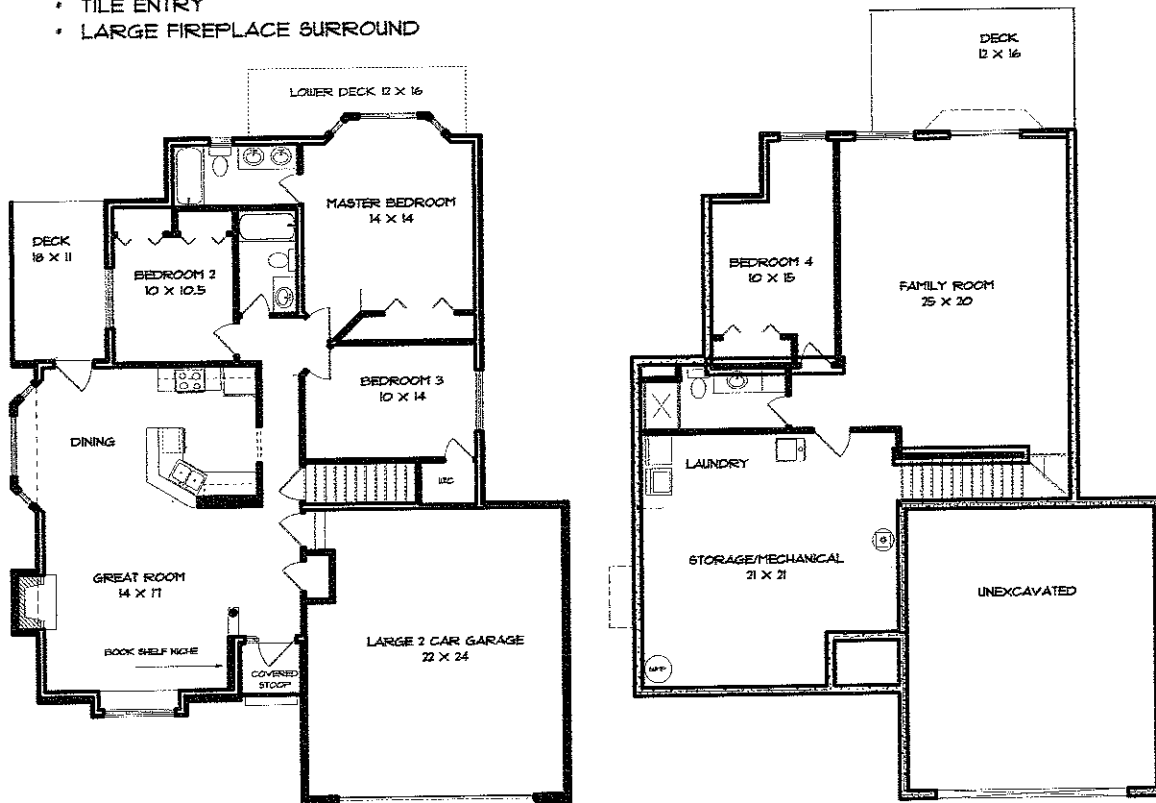 • TILE ENTRY
• LARGE FIREPLACE SURROUND
LOWER DECK 12 X 16
MASTER BEDROOM
14 X 14
DECK
18 X 11
BEDROOM 2
10 X 10.5
BEDROOM 3
10 X 14
DINING
GREAT ROOM
14 X 17
BOOK SHELF NICHE
COVERED
STOOP
LARGE 2 CAR GARAGE
22 X 24
DECK
12 X 16
BEDROOM 4
10 X 15
FAMILY ROOM
25 X 20
LAUNDRY
STORAGE/MECHANICAL
21 X 21
UNEXCAVATED